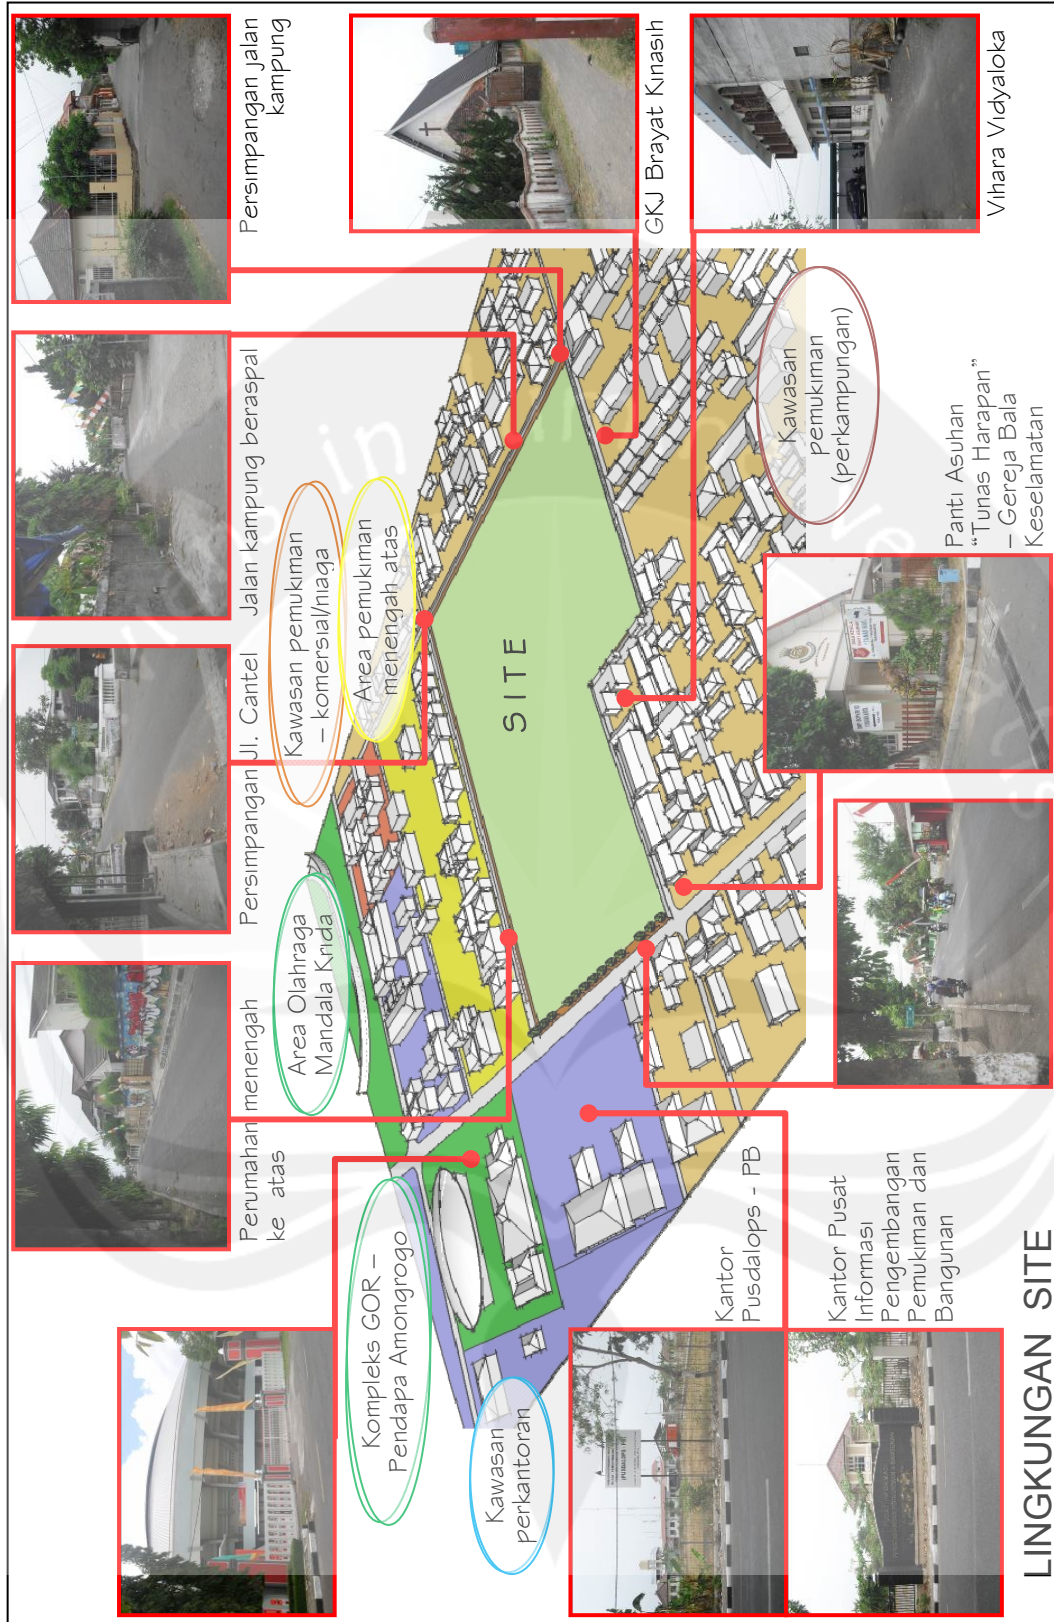 Persimpangan jalan
kampung
GKJ Brayat Kinasih
Vihara Vidyaloka
Jalan kampung beraspal
Persimpangan Jl. Cantel
Perumahan menengah
ke atas
Kawasan pemukiman
– komersial/niaga
Area pemukiman
menengah atas
Area Olahraga
Mandala Krida
Kompleks GOR –
Pendapa Amongrogo
Kawasan
perkantoran
SITE
Kawasan
pemukiman
(perkampungan)
Panti Asuhan
“Tunas Harapan”
– Gereja Bala
Keselamatan
Kantor
Pusdalops - PB
Kantor Pusat
Informasi
Pengembangan
Pemukiman dan
Bangunan
LINGKUNGAN SITE